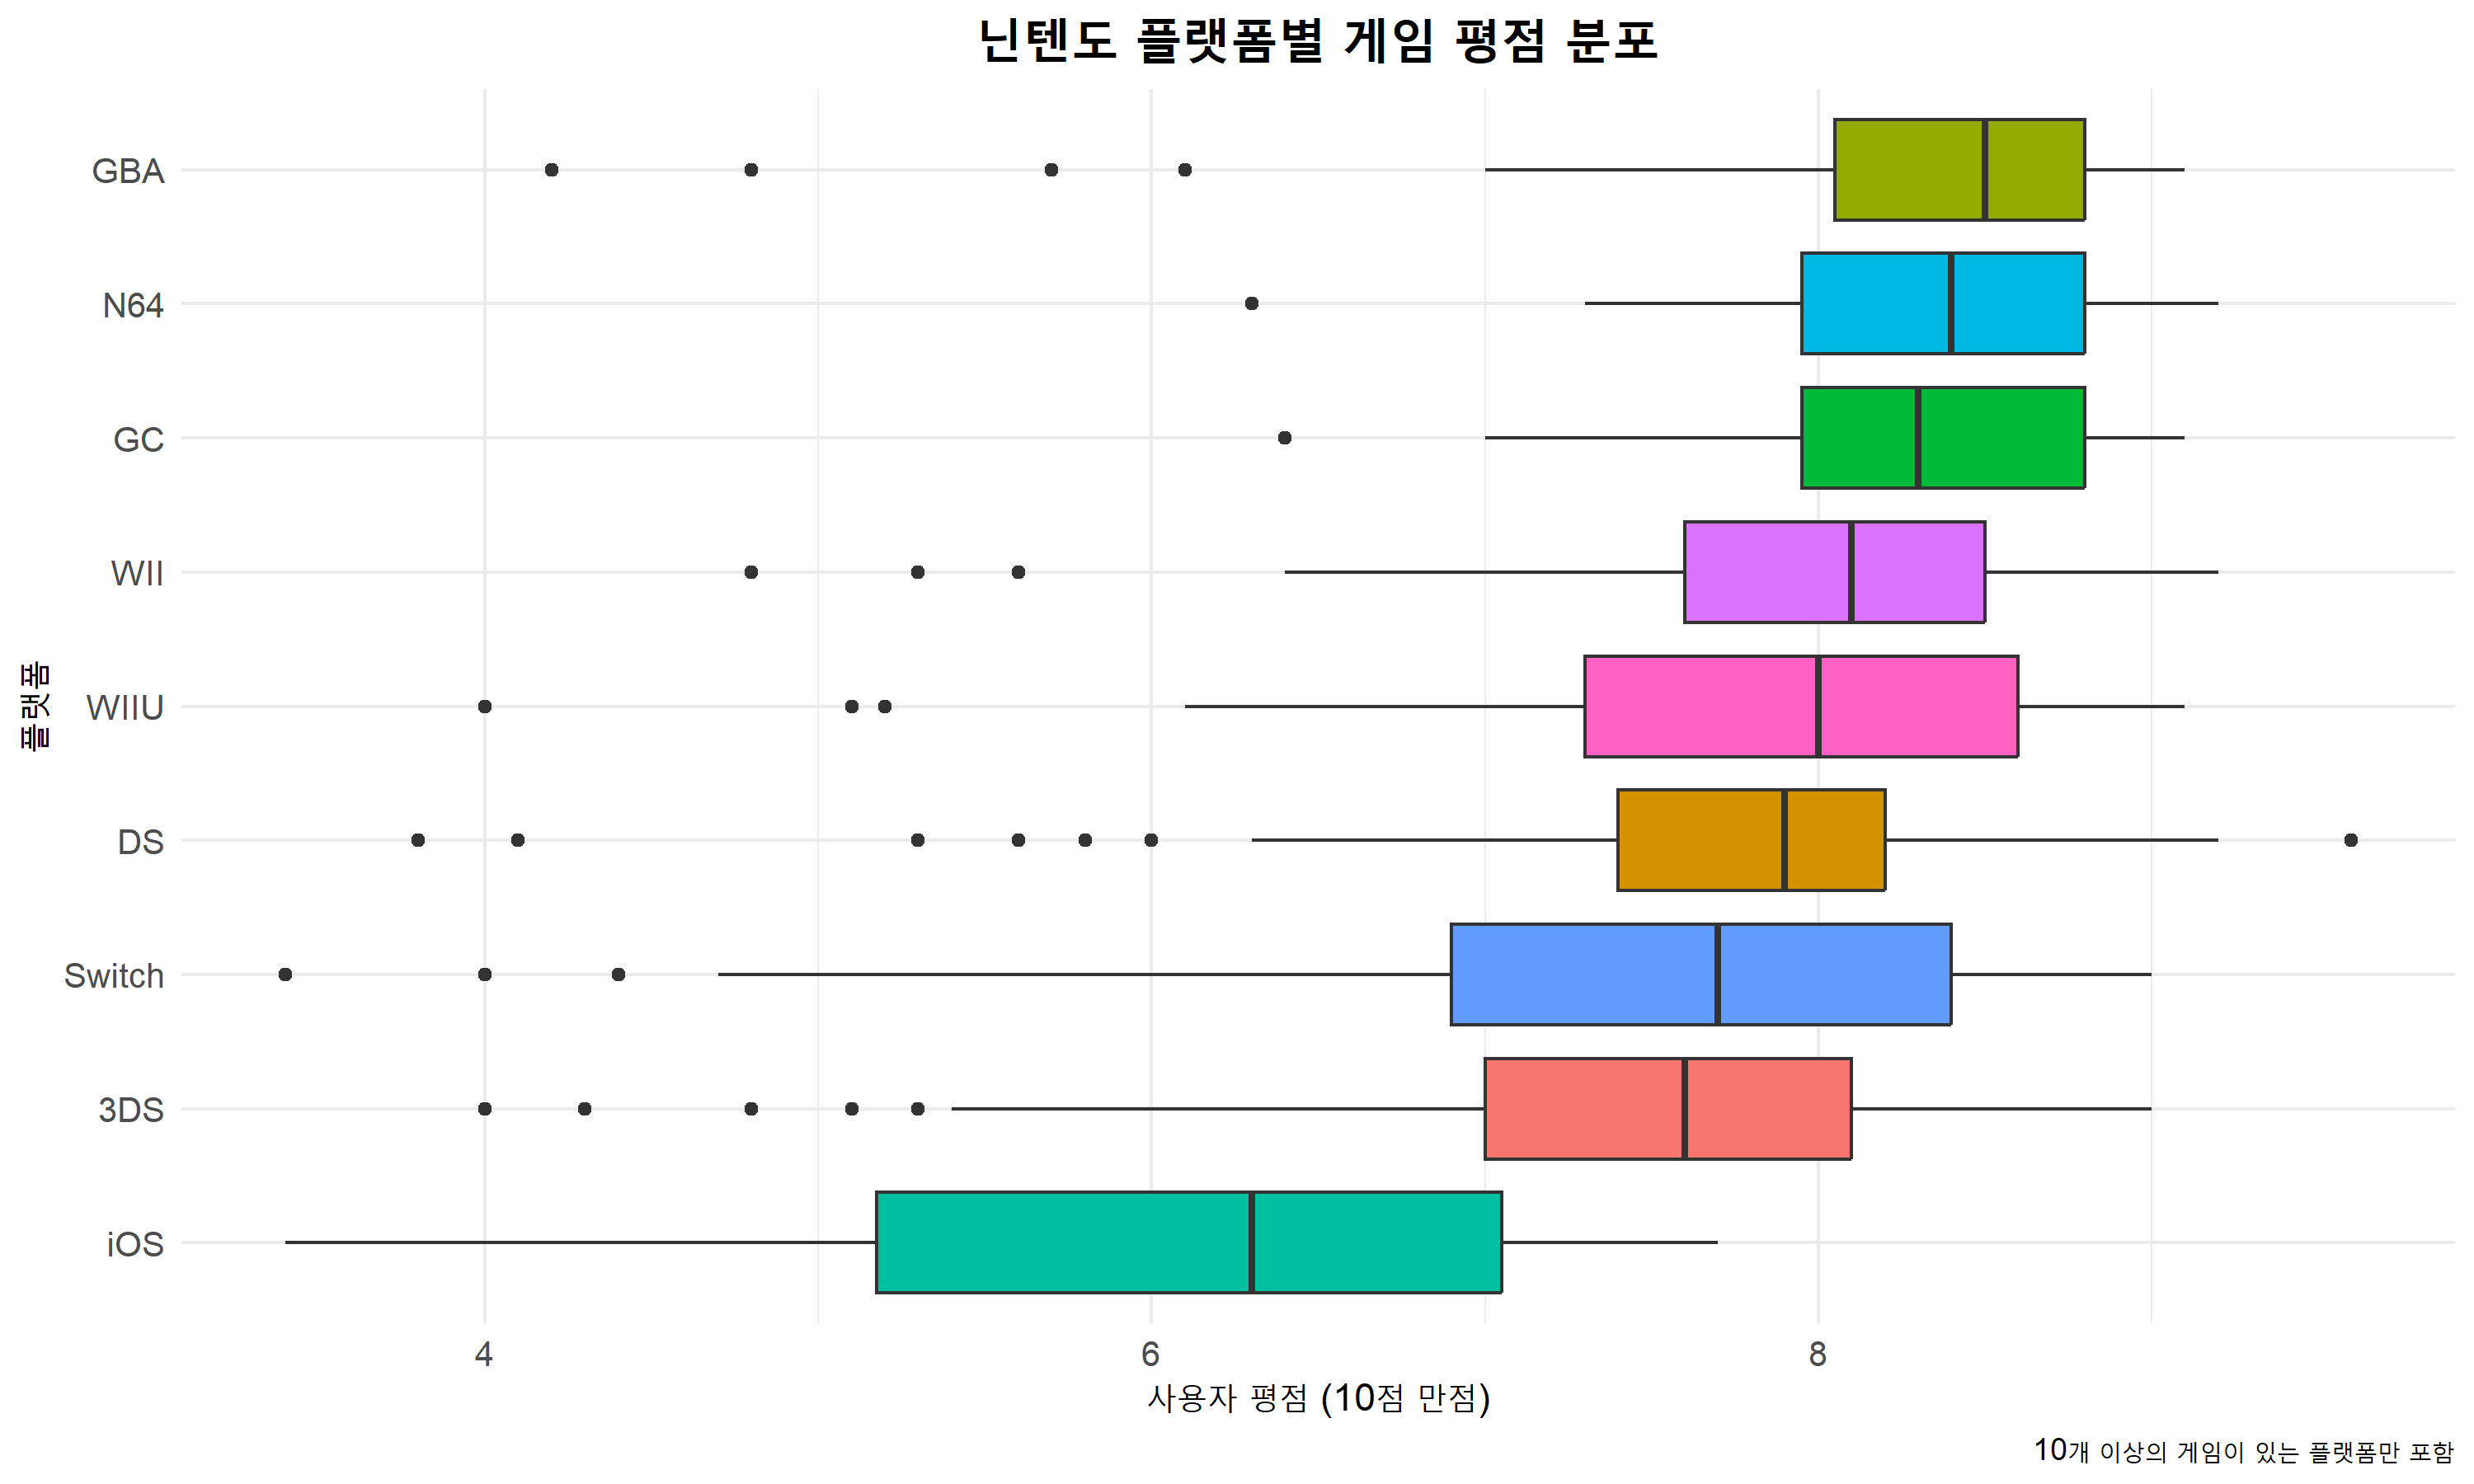 닌텐도 플랫폼별 게임 평점 분포
플랫폼
GBA
N64
GC
WII
WIIU
DS
Switch
3DS
iOS
4 6 8
사용자 평점 (10점 만점)
10개 이상의 게임이 있는 플랫폼만 포함